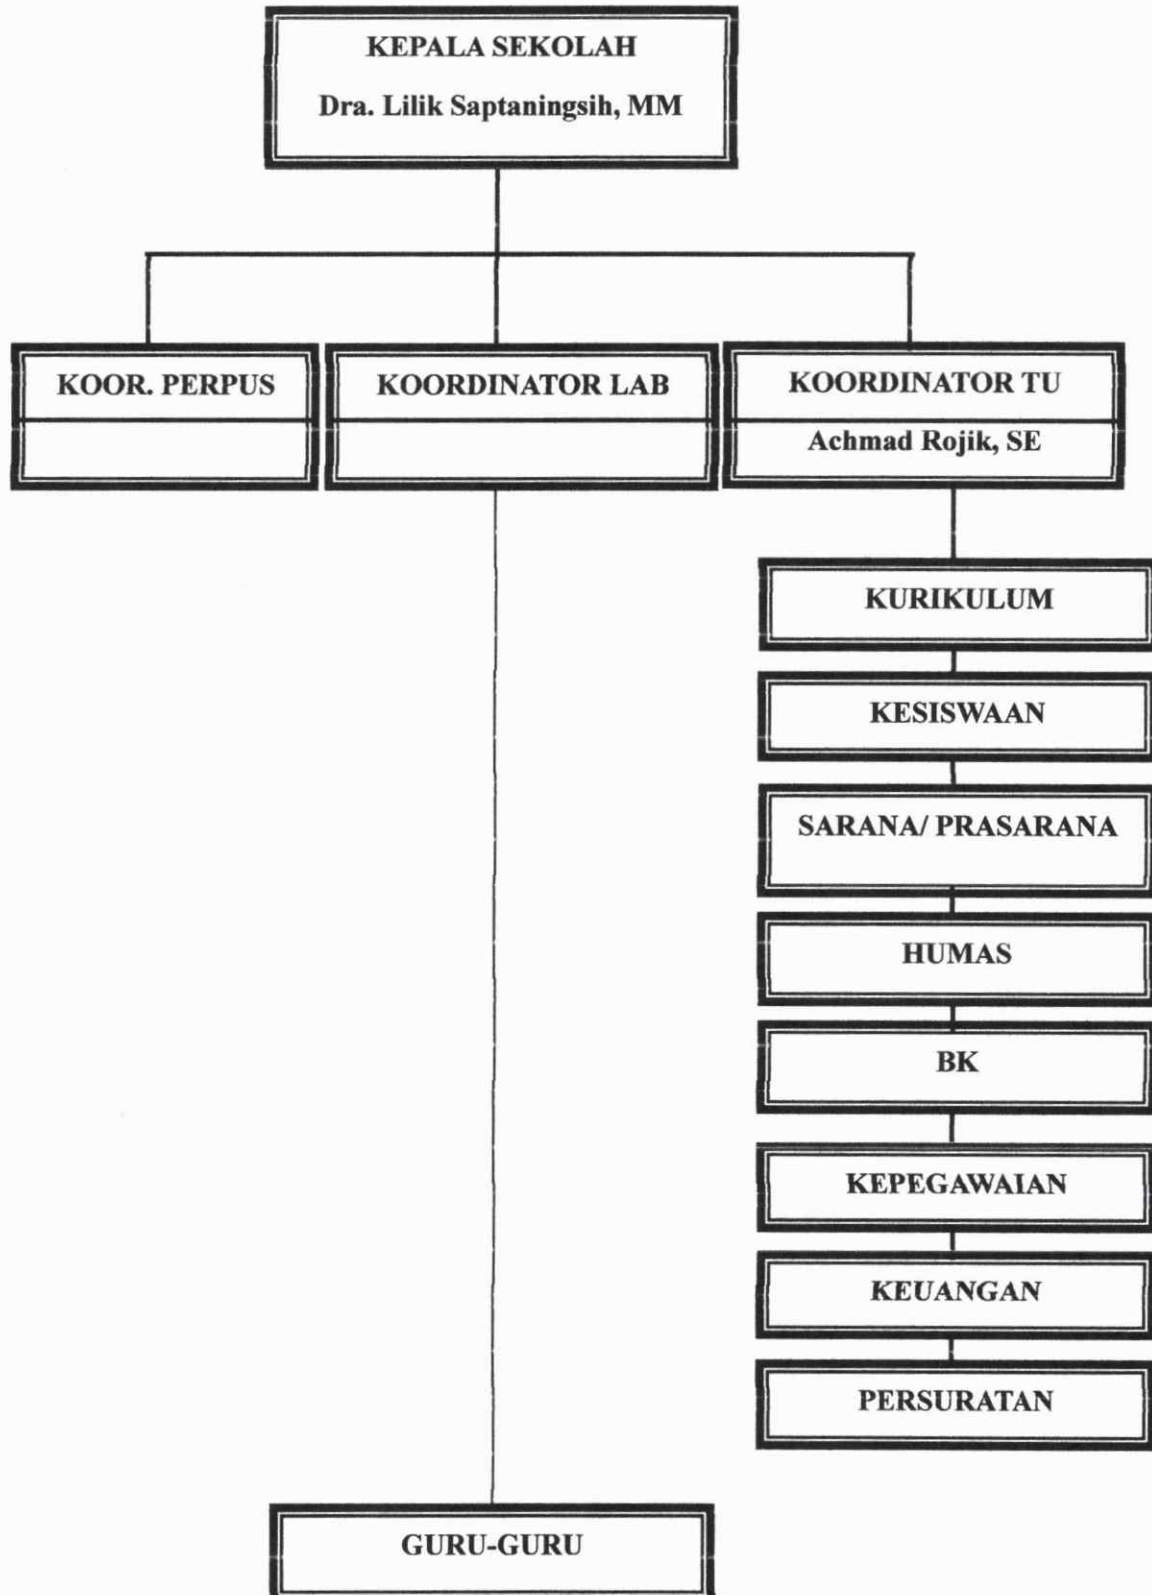 KEPALA SEKOLAH
Dra. Lilik Saptaningsih, MM
KOOR. PERPUS
KOORDINATOR LAB
KOORDINATOR TU
Achmad Rojik, SE
KURIKULUM
KESISWAAN
SARANA/ PRASARANA
HUMAS
BK
KEPEGAWAIAN
KEUANGAN
PERSURATAN
GURU-GURU